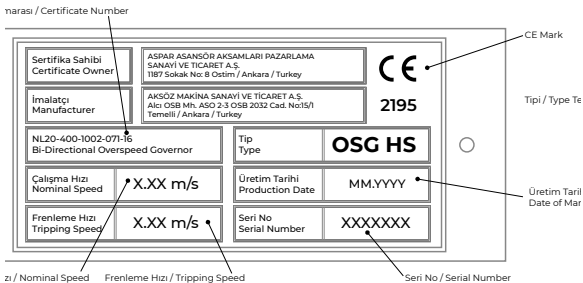 marası / Certificate Number
CE Mark
Sertifika Sahibi
Certificate Owner
ASPAR ASANSÖR AKSAMLARI PAZARLAMA
SANAYİ VE TICARET A.Ş.
1187 Sokak No: 8 Ostim / Ankara / Turkey
CE
İmalatçı
Manufacturer
AKSÖZ MAKİNA SANAYİ VE TİCARET A.Ş.
Alcı OSB Mh. ASO 2-3 OSB 2032 Cad. No:15/1
Temelli / Ankara / Turkey
2195
Tipi / Type Te
NL20-400-1002-071-16
Bi-Directional Overspeed Governor
Tip
Type
OSG HS
Çalışma Hızı
Nominal Speed
X.XX m/s
Üretim Tarihi
Production Date
MM.YYYY
Üretim Tari
Date of Mar
Frenleme Hızı
Tripping Speed
X.XX m/s
Seri No
Serial Number
XXXXXXX
zı / Nominal Speed
Frenleme Hızı / Tripping Speed
Seri No / Serial Number